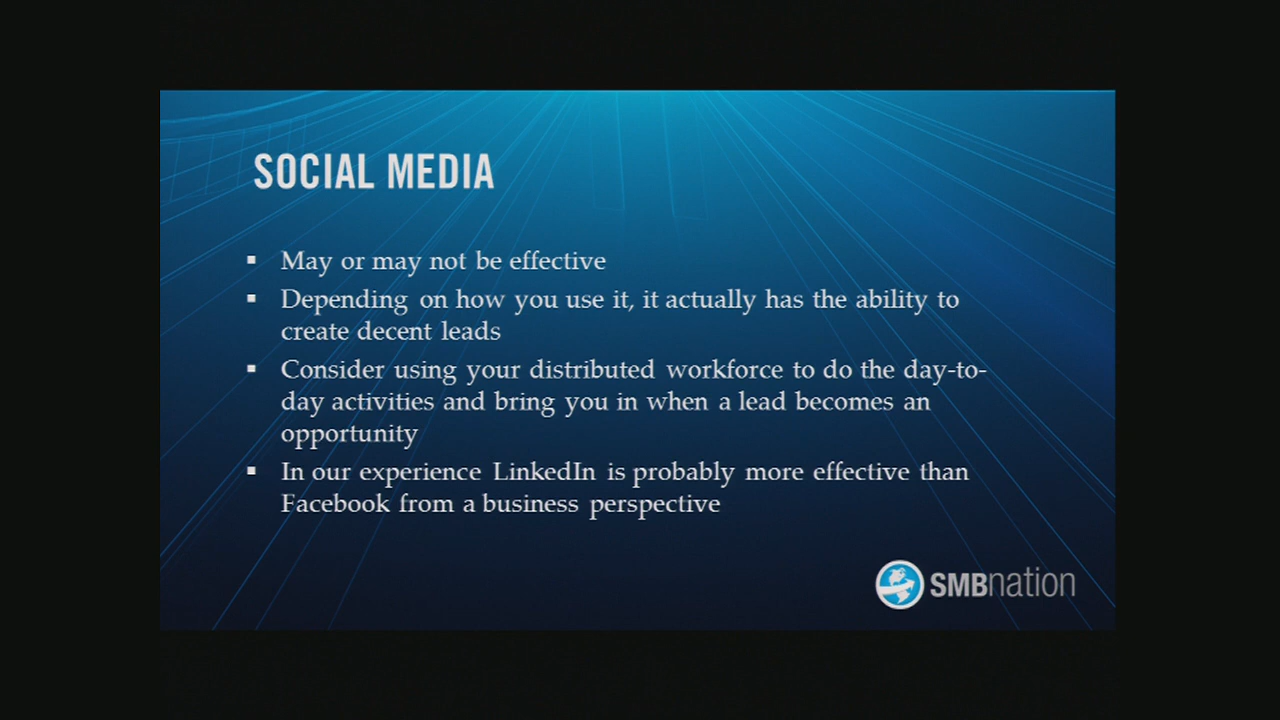 SOCIAL MEDIA
▪ May or may not be effective
▪ Depending on how you use it, it actually has the ability to
create decent leads
▪ Consider using your distributed workforce to do the day-to-
day activities and bring you in when a lead becomes an
opportunity
▪ In our experience LinkedIn is probably more effective than
Facebook from a business perspective
SMBnation